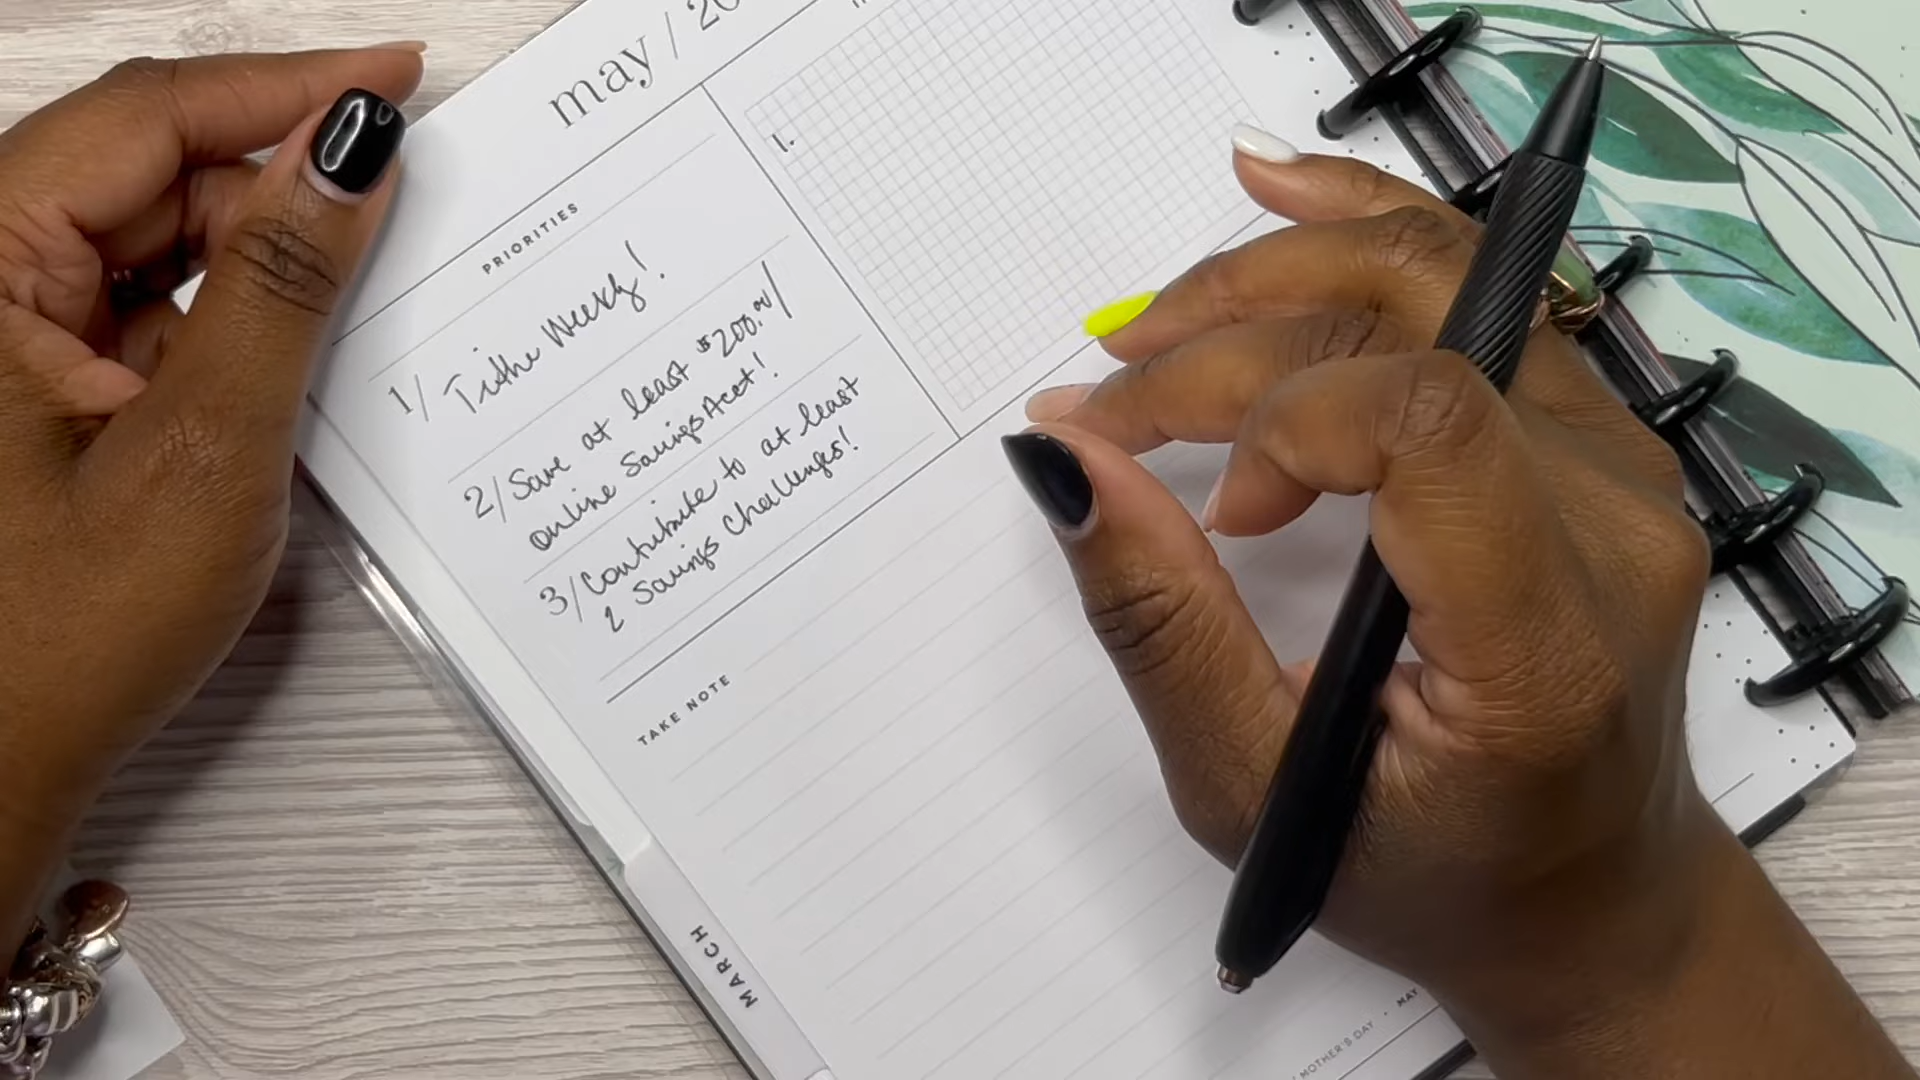 may / 20
PRIORITIES
1/ Tithe Weekly!
2/ Save at least $200.00/
online Savings Acct!
3/ Contribute to at least
2 Savings Challenges!
1.
TAKE NOTE
MARCH
MOTHER'S DAY • MAY